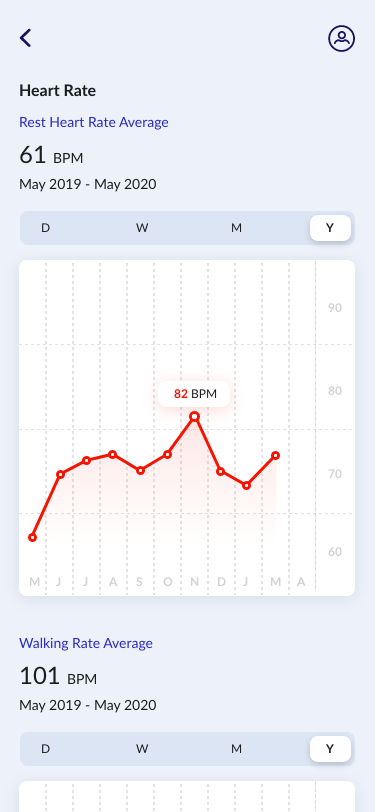 Heart Rate
Rest Heart Rate Average
61 BPM
May 2019 - May 2020
D W M Y
90
80
82 BPM
70
60
M J J A S O N D J M A
Walking Rate Average
101 BPM
May 2019 - May 2020
D W M Y